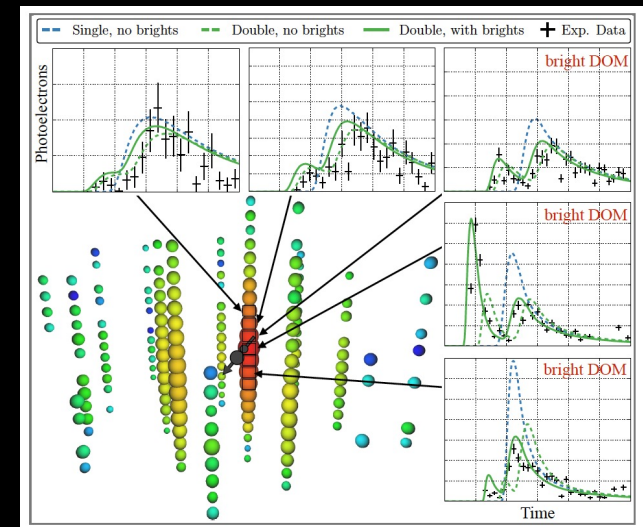 Single, no brights Double, no brights Double, with brights Exp. Data
Photoelectrons
bright DOM
bright DOM
bright DOM
Time